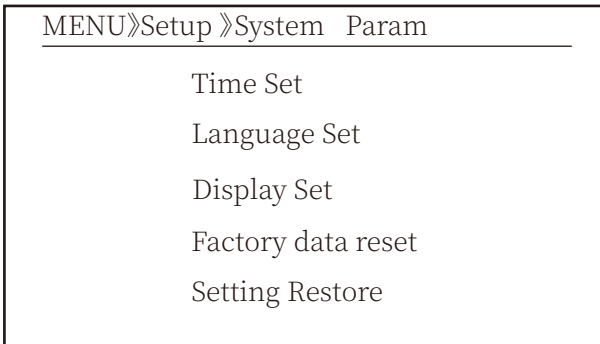 MENU》Setup 》System Param
Time Set
Language Set
Display Set
Factory data reset
Setting Restore